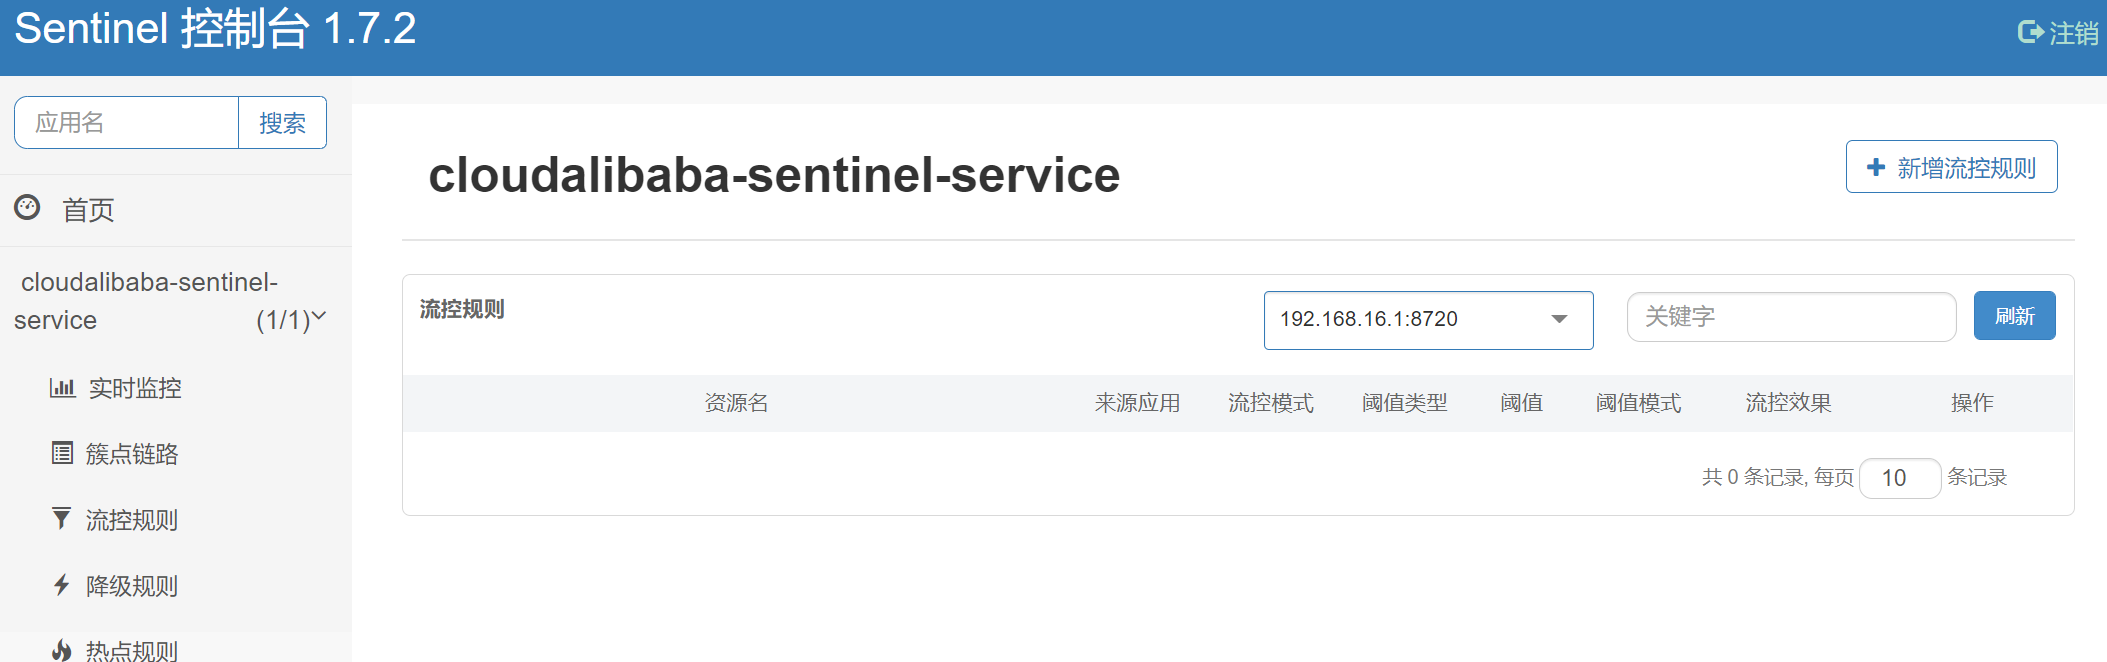 Sentinel 控制台 1.7.2
注销
应用名
搜索
首页
cloudalibaba-sentinel-
service (1/1)
实时监控
簇点链路
流控规则
降级规则
热点规则
cloudalibaba-sentinel-service
新增流控规则
流控规则
192.168.16.1:8720
关键字
刷新
资源名 来源应用 流控模式 阈值类型 阈值 阈值模式 流控效果 操作
共 0 条记录, 每页 10 条记录